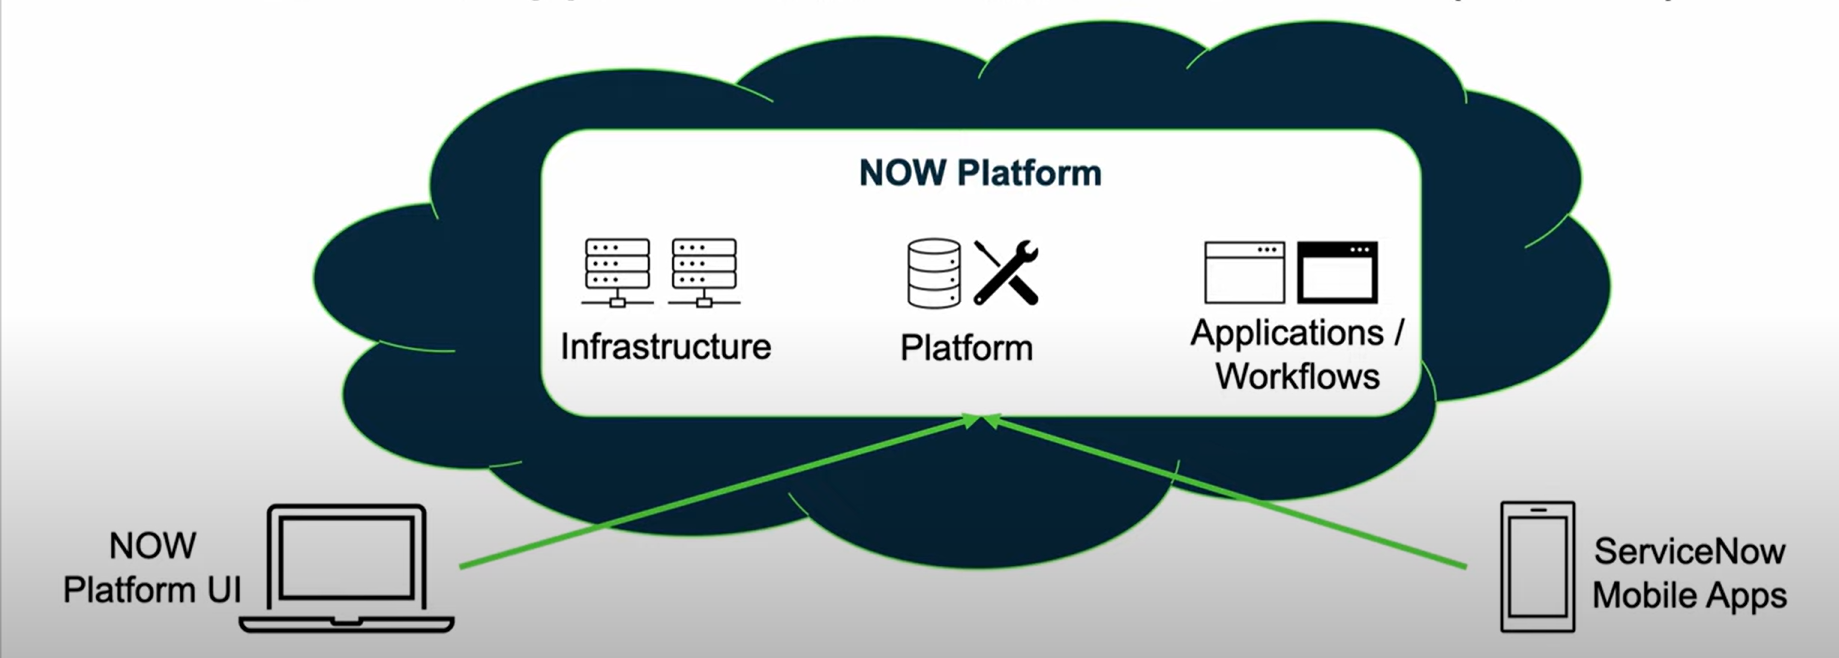 NOW Platform
Infrastructure
Platform
Applications /
Workflows
NOW
Platform UI
ServiceNow
Mobile Apps